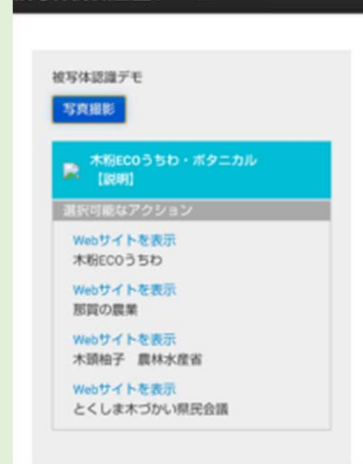 被写体認識デモ
写真撮影
木粉ECOうちわ・ボタニカル
【説明】
選択可能なアクション
Webサイトを表示
木粉ECOうちわ
Webサイトを表示
那賀の農業
Webサイトを表示
木頭柚子 農林水産省
Webサイトを表示
とくしま木づかい県民会議